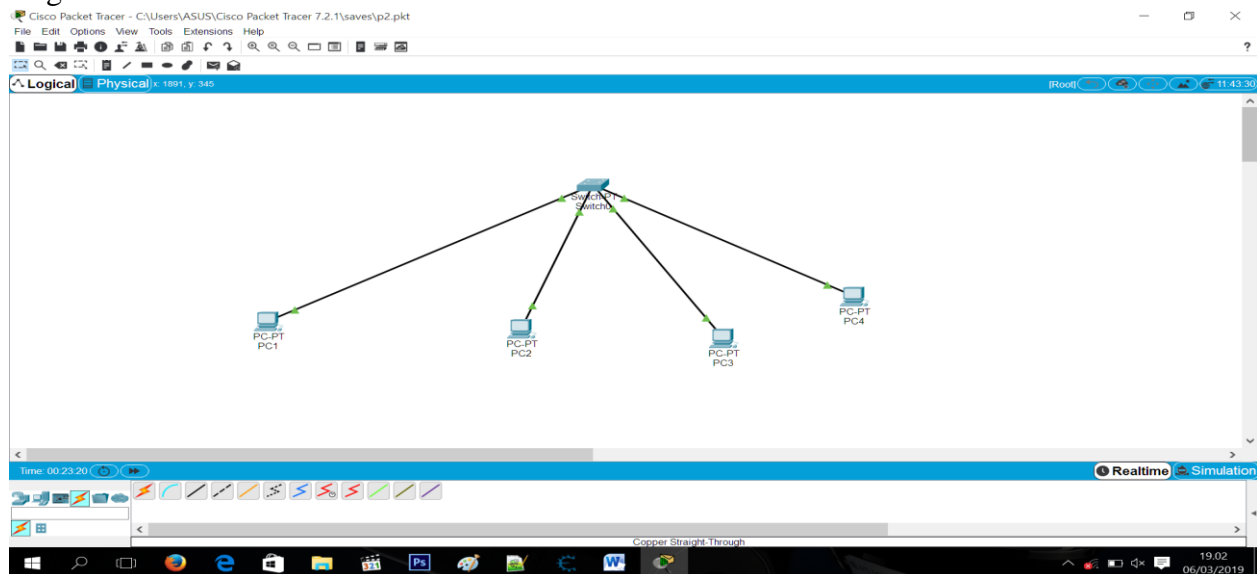 Cisco Packet Tracer - C:\Users\ASUS\Cisco Packet Tracer 7.2.1\saves\p2.pkt
File Edit Options View Tools Extensions Help
?
Logical Physical x: 1891, y: 345 [Root] 11:43:30
Switch-PT
Switch0
PC-PT
PC1
PC-PT
PC2
PC-PT
PC3
PC-PT
PC4
Time: 00:23:20 Realtime Simulation
Copper Straight-Through
321 Ps W
19.02
06/03/2019